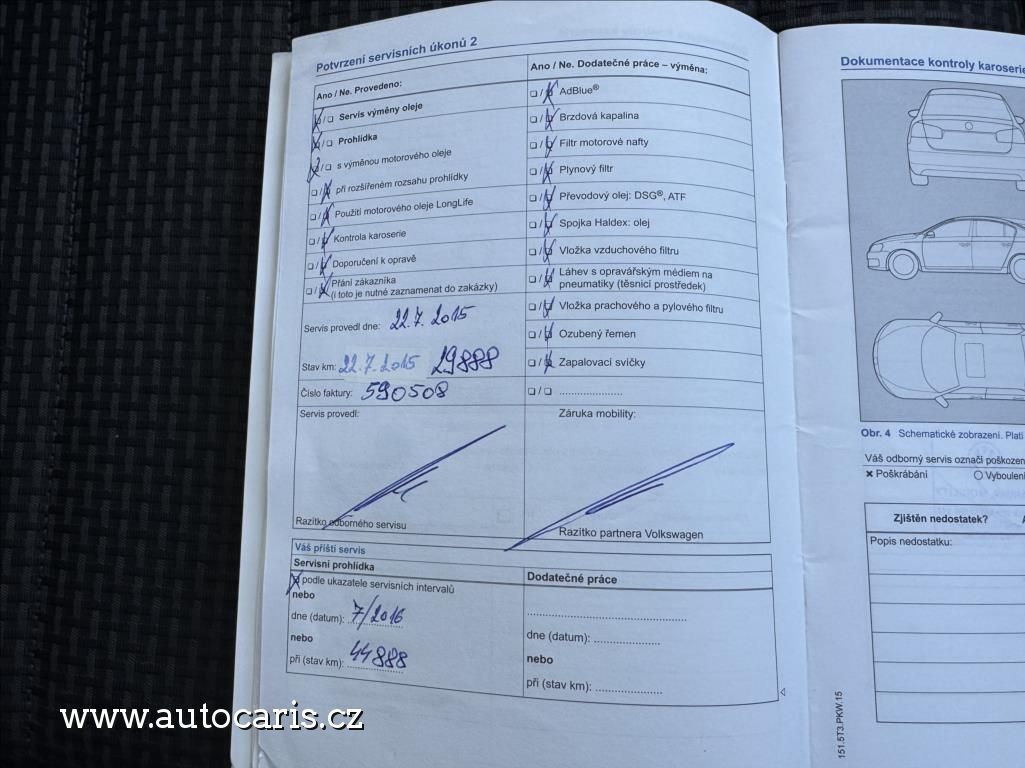 Potvrzení servisních úkonů 2
Ano / Ne. Provedeno:
❏/❏ Servis výměny oleje
❏/❏ Prohlídka
❏/❏ s výměnou motorového oleje
❏/❏ při rozšířeném rozsahu prohlídky
❏/❏ Použití motorového oleje LongLife
❏/❏ Kontrola karoserie
❏/❏ Doporučení k opravě
❏/❏ Přání zákazníka
(i toto je nutné zaznamenat do zakázky)
Servis provedl dne: 22.7.2015
Stav km: 22.7.2015 29888
Číslo faktury: 590508
Servis provedl:
Razítko odborného servisu
Ano / Ne. Dodatečné práce – výměna:
❏/❏ AdBlue®
❏/❏ Brzdová kapalina
❏/❏ Filtr motorové nafty
❏/❏ Plynový filtr
❏/❏ Převodový olej: DSG®, ATF
❏/❏ Spojka Haldex: olej
❏/❏ Vložka vzduchového filtru
❏/❏ Láhev s opravářským médiem na
pneumatiky (těsnicí prostředek)
❏/❏ Vložka prachového a pylového filtru
❏/❏ Ozubený řemen
❏/❏ Zapalovací svíčky
❏/❏ ......................
Záruka mobility:
Razítko partnera Volkswagen
Váš příští servis
Servisní prohlídka
podle ukazatele servisních intervalů
nebo
dne (datum): 7/2016
nebo
při (stav km): 44888
Dodatečné práce
..................................................
dne (datum): .....................
nebo
při (stav km): .....................
Dokumentace kontroly karoserie
Obr. 4 Schematické zobrazení. Platí
Váš odborný servis označí poškozen
✖ Poškrábání
○ Vyboulení
Zjištěn nedostatek?
Popis nedostatku:
151.5T3.PKW.15
www.autocaris.cz